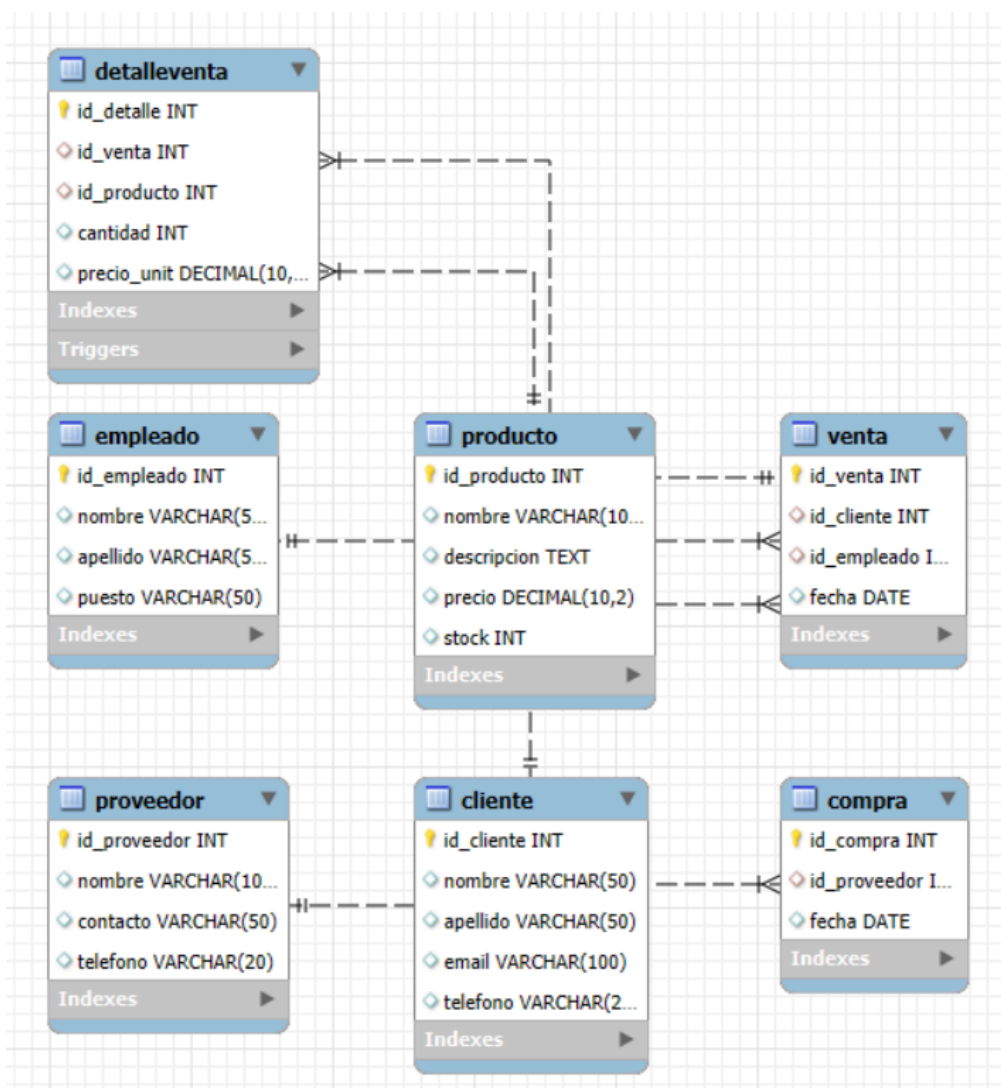 detalleventa
id_detalle INT
id_venta INT
id_producto INT
cantidad INT
precio_unit DECIMAL(10,...
Indexes
Triggers
empleado
id_empleado INT
nombre VARCHAR(5...
apellido VARCHAR(5...
puesto VARCHAR(50)
Indexes
producto
id_producto INT
nombre VARCHAR(10...
descripcion TEXT
precio DECIMAL(10,2)
stock INT
Indexes
venta
id_venta INT
id_cliente INT
id_empleado I...
fecha DATE
Indexes
proveedor
id_proveedor INT
nombre VARCHAR(10...
contacto VARCHAR(50)
telefono VARCHAR(20)
Indexes
cliente
id_cliente INT
nombre VARCHAR(50)
apellido VARCHAR(50)
email VARCHAR(100)
telefono VARCHAR(2...
Indexes
compra
id_compra INT
id_proveedor I...
fecha DATE
Indexes